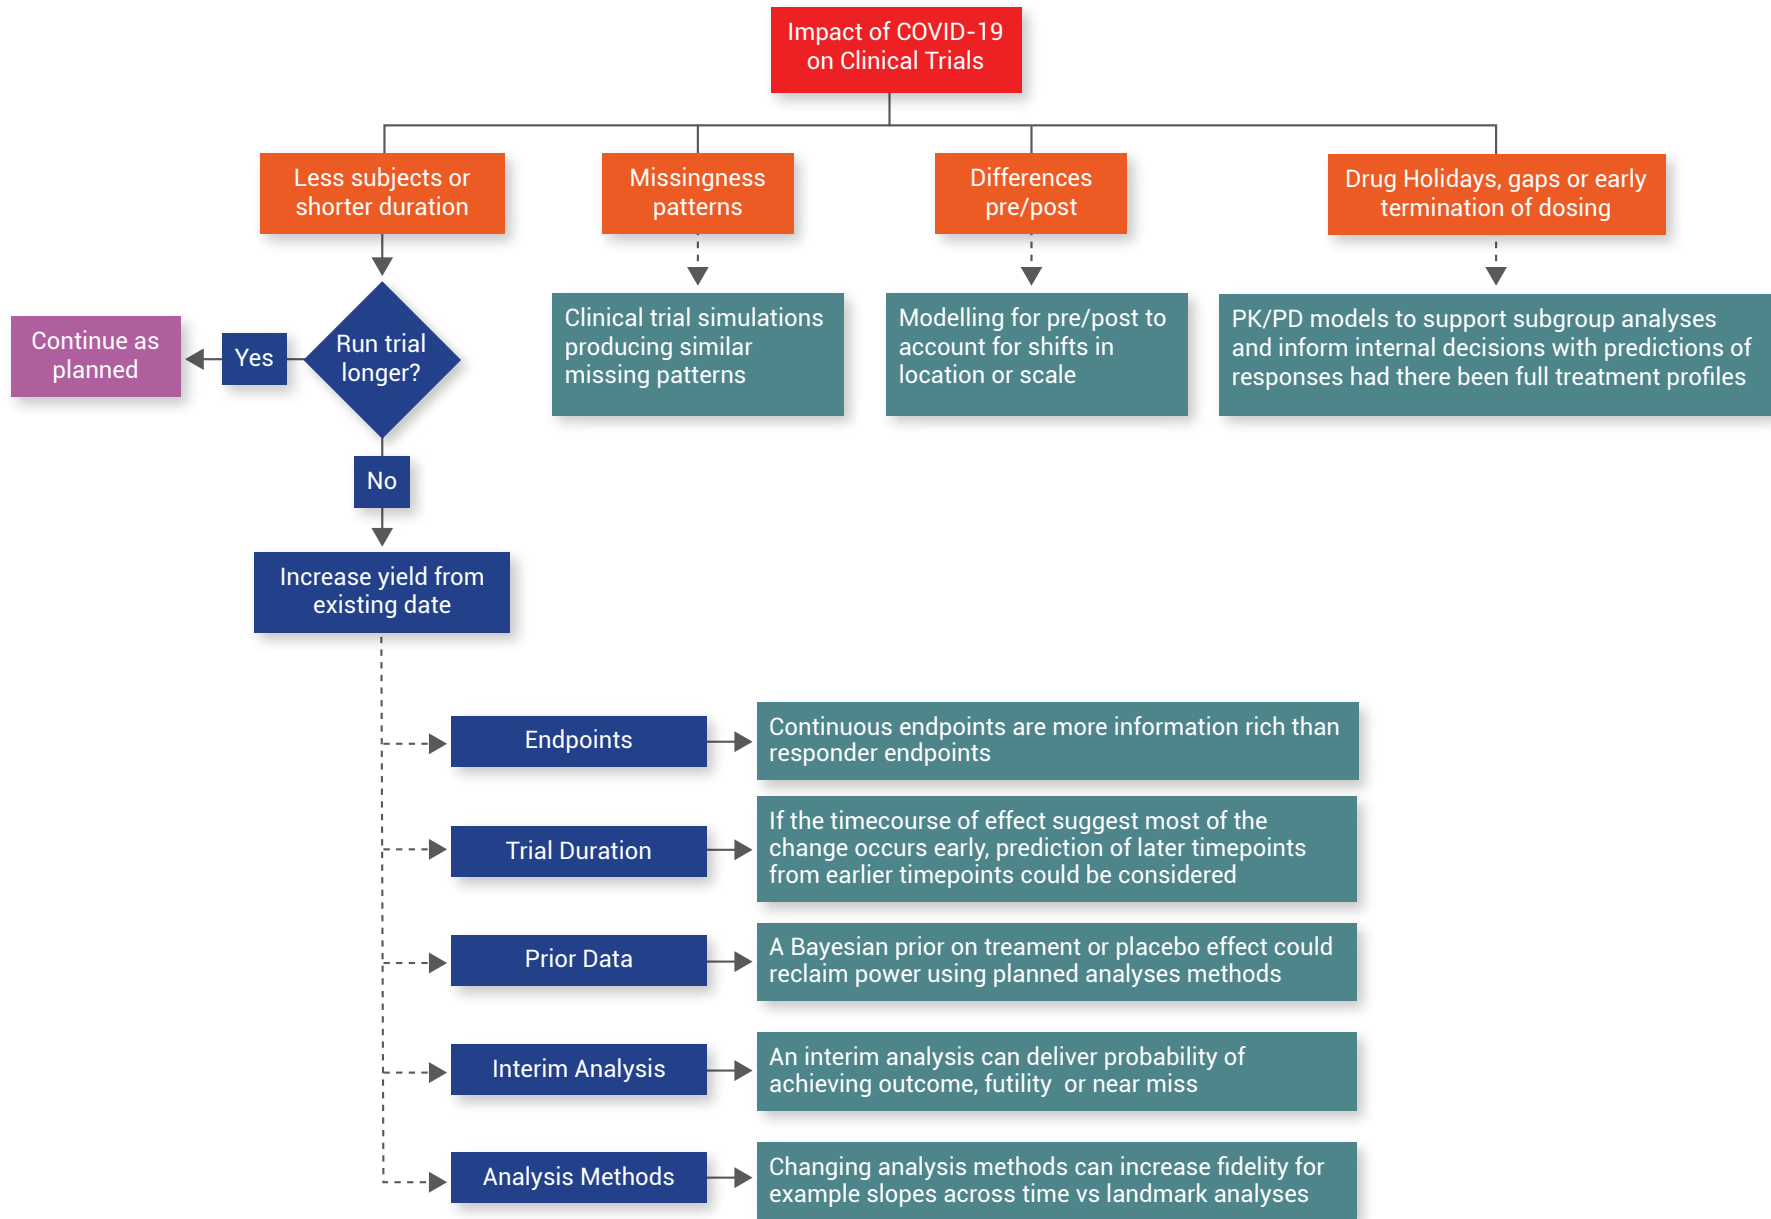 Impact of COVID-19
on Clinical Trials
Less subjects or
shorter duration
Missingness
patterns
Differences
pre/post
Drug Holidays, gaps or early
termination of dosing
Continue as
planned
Yes
Run trial
longer?
Clinical trial simulations
producing similar
missing patterns
Modelling for pre/post to
account for shifts in
location or scale
PK/PD models to support subgroup analyses
and inform internal decisions with predictions of
responses had there been full treatment profiles
No
Increase yield from
existing date
Endpoints
Continuous endpoints are more information rich than
responder endpoints
Trial Duration
If the timecourse of effect suggest most of the
change occurs early, prediction of later timepoints
from earlier timepoints could be considered
Prior Data
A Bayesian prior on treament or placebo effect could
reclaim power using planned analyses methods
Interim Analysis
An interim analysis can deliver probability of
achieving outcome, futility or near miss
Analysis Methods
Changing analysis methods can increase fidelity for
example slopes across time vs landmark analyses